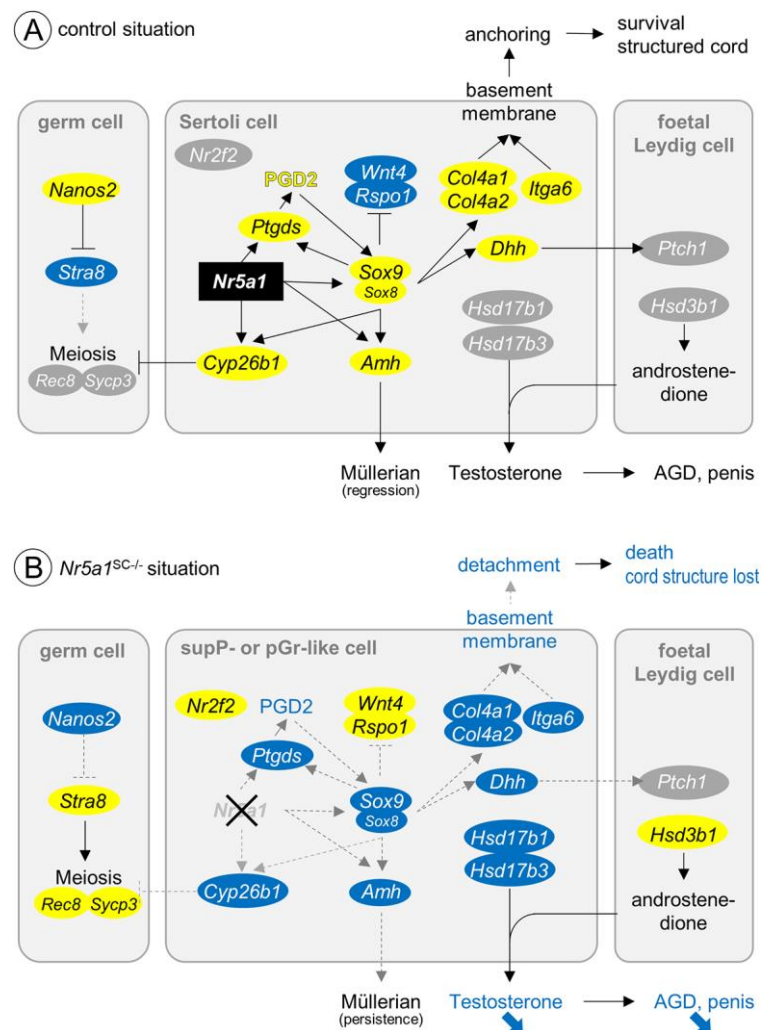 A control situation
anchoring
survival
structured cord
basement
membrane
germ cell
Sertoli cell
foetal
Leydig cell
Nr2f2
Nanos2
PGD2
Wnt4
Rspo1
Col4a1
Col4a2
Itga6
Ptgds
Stra8
Nr5a1
Sox9
Sox8
Dhh
Ptch1
Hsd17b1
Hsd17b3
Hsd3b1
Meiosis
Rec8 Sycp3
Cyp26b1
Amh
androstene-
dione
Müllerian
(regression)
Testosterone
AGD, penis
B Nr5a1SC-/- situation
detachment
death
cord structure lost
basement
membrane
germ cell
supP- or pGr-like cell
foetal
Leydig cell
Nanos2
Nr2f2
PGD2
Wnt4
Rspo1
Col4a1
Col4a2
Itga6
Ptgds
Stra8
Nr5a1
Sox9
Sox8
Dhh
Ptch1
Hsd17b1
Hsd17b3
Hsd3b1
Meiosis
Rec8 Sycp3
Cyp26b1
Amh
androstene-
dione
Müllerian
(persistence)
Testosterone
AGD, penis